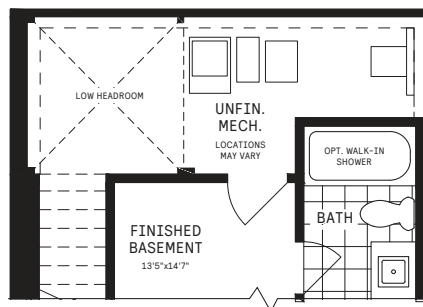 LOW HEADROOM
UNFIN.
MECH.
LOCATIONS
MAY VARY
OPT. WALK-IN
SHOWER
BATH
FINISHED
BASEMENT
13'5"x14'7"